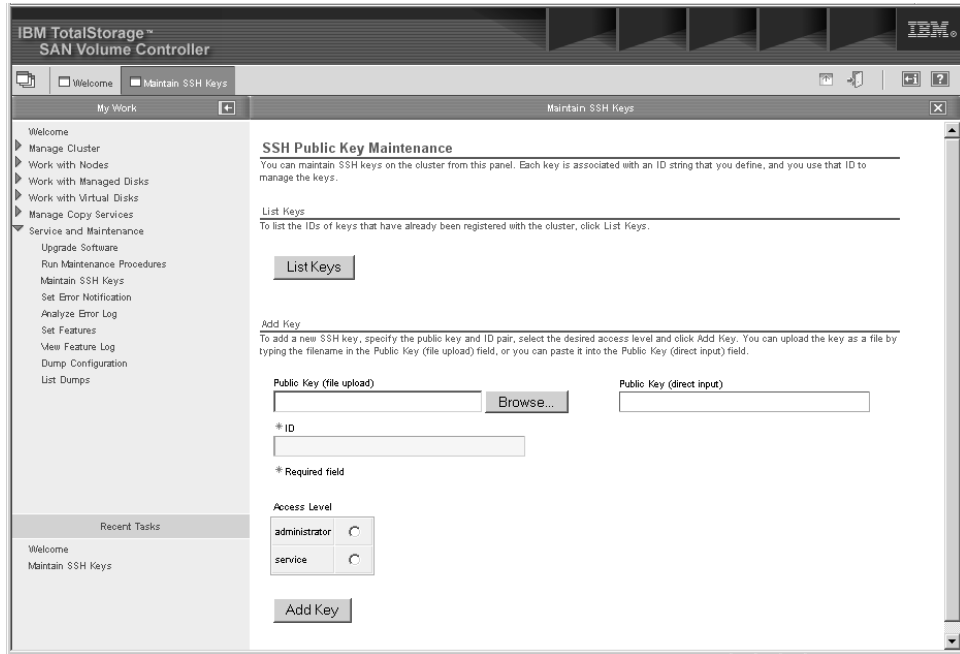 IBM TotalStorage™
SAN Volume Controller
IBM®
Welcome
Maintain SSH Keys
?
My Work
Maintain SSH Keys
Welcome
Manage Cluster
Work with Nodes
Work with Managed Disks
Work with Virtual Disks
Manage Copy Services
Service and Maintenance
Upgrade Software
Run Maintenance Procedures
Maintain SSH Keys
Set Error Notification
Analyze Error Log
Set Features
View Feature Log
Dump Configuration
List Dumps
Recent Tasks
Welcome
Maintain SSH Keys
SSH Public Key Maintenance
You can maintain SSH keys on the cluster from this panel. Each key is associated with an ID string that you define, and you use that ID to
manage the keys.
List Keys
To list the IDs of keys that have already been registered with the cluster, click List Keys.
List Keys
Add Key
To add a new SSH key, specify the public key and ID pair, select the desired access level and click Add Key. You can upload the key as a file by
typing the filename in the Public Key (file upload) field, or you can paste it into the Public Key (direct input) field.
Public Key (file upload)
Browse...
Public Key (direct input)
* ID
* Required field
Access Level
administrator
service
Add Key